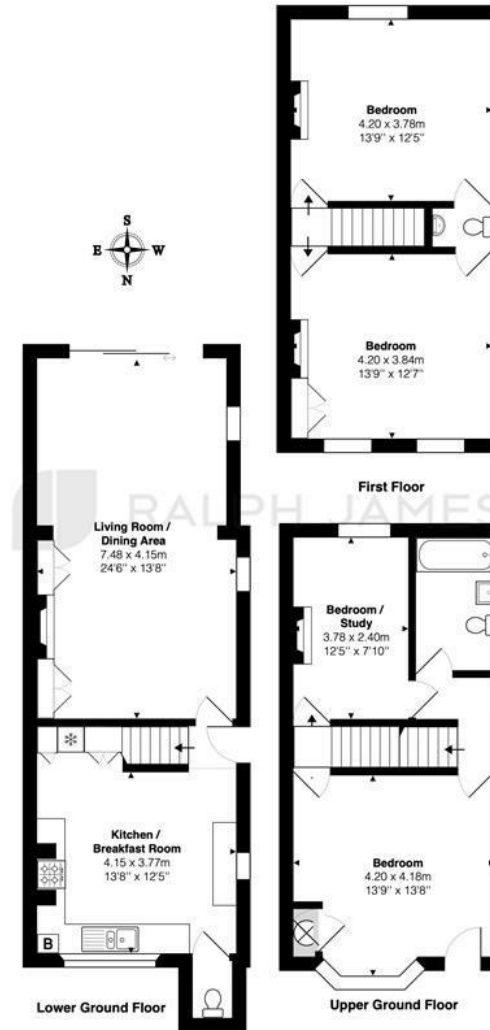 Bedroom
4.20 x 3.78m
13'9'' x 12'5''
S
E W
N
Bedroom
4.20 x 3.84m
13'9'' x 12'7''
First Floor
RALPH JAMES
Living Room /
Dining Area
7.48 x 4.15m
24'6'' x 13'8''
Bedroom /
Study
3.78 x 2.40m
12'5'' x 7'10''
Kitchen /
Breakfast Room
4.15 x 3.77m
13'8'' x 12'5''
Bedroom
4.20 x 4.18m
13'9'' x 13'8''
B
Lower Ground Floor
Upper Ground Floor